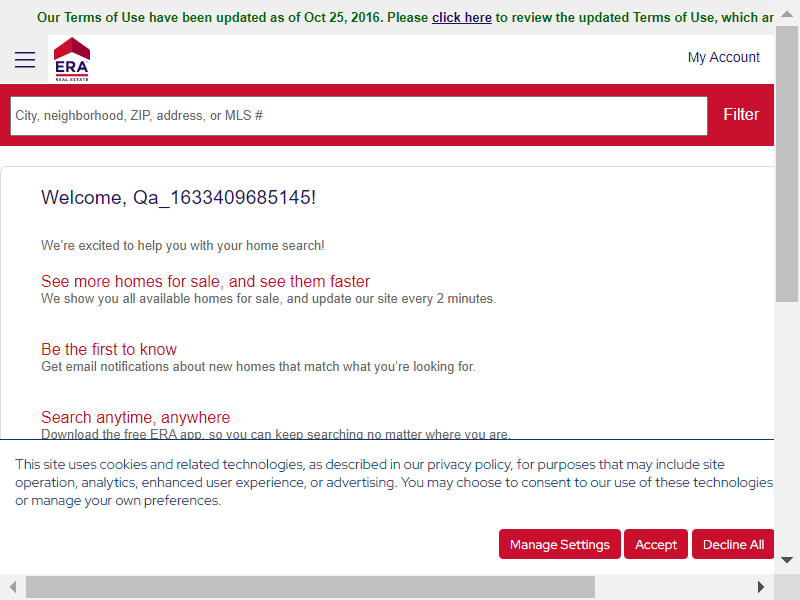 Our Terms of Use have been updated as of Oct 25, 2016. Please click here to review the updated Terms of Use, which
My Account
ERA
REAL ESTATE
City, neighborhood, ZIP, address, or MLS #
Filter
Welcome, Qa_1633409685145!
We're excited to help you with your home search!
See more homes for sale, and see them faster
We show you all available homes for sale, and update our site every 2 minutes.
Be the first to know
Get email notifications about new homes that match what you're looking for.
Search anytime, anywhere
Download the free ERA app, so you can keep searching no matter where you are.
This site uses cookies and related technologies, as described in our privacy policy, for purposes that may include site
operation, analytics, enhanced user experience, or advertising. You may choose to consent to our use of these technologies
or manage your own preferences.
Manage Settings
Accept
Decline All